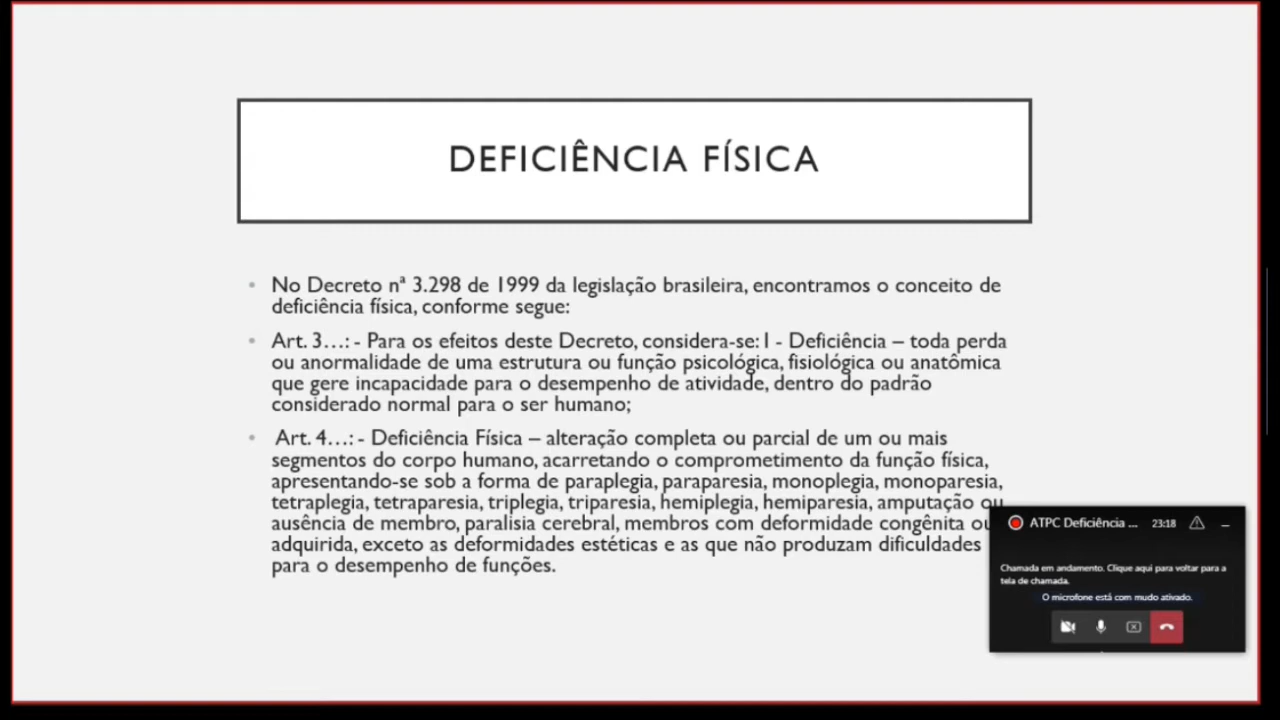 DEFICIÊNCIA FÍSICA
• No Decreto nª 3.298 de 1999 da legislação brasileira, encontramos o conceito de
deficiência física, conforme segue:
• Art. 3...: - Para os efeitos deste Decreto, considera-se: I - Deficiência – toda perda
ou anormalidade de uma estrutura ou função psicológica, fisiológica ou anatômica
que gere incapacidade para o desempenho de atividade, dentro do padrão
considerado normal para o ser humano;
• Art. 4...: - Deficiência Física – alteração completa ou parcial de um ou mais
segmentos do corpo humano, acarretando o comprometimento da função física,
apresentando-se sob a forma de paraplegia, paraparesia, monoplegia, monoparesia,
tetraplegia, tetraparesia, triplegia, triparesia, hemiplegia, hemiparesia, amputação ou
ausência de membro, paralisia cerebral, membros com deformidade congênita ou
adquirida, exceto as deformidades estéticas e as que não produzam dificuldades
para o desempenho de funções.
ATPC Deficiência ... 23:18
Chamada em andamento. Clique aqui para voltar para a
tela de chamada.
O microfone está com mudo ativado.